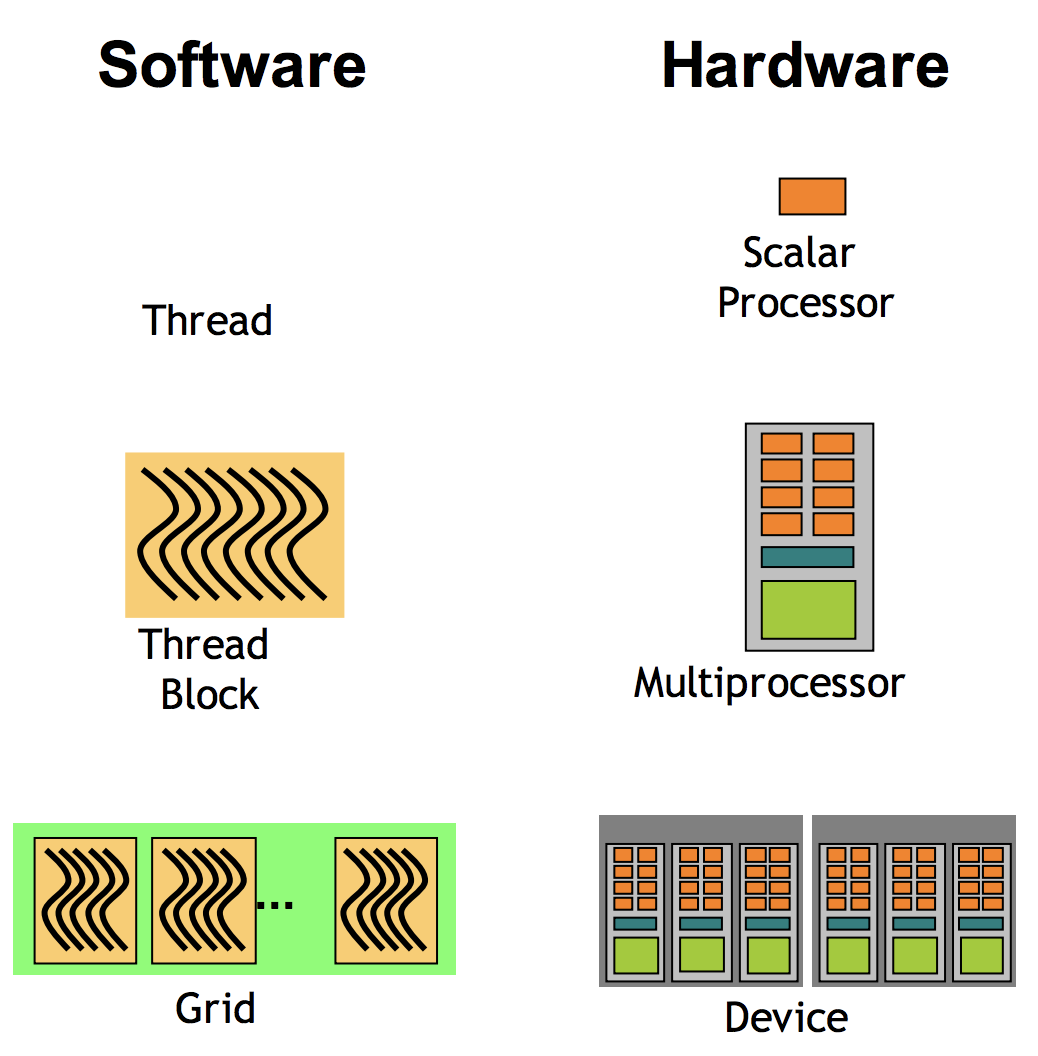 Software
Hardware
Scalar
Processor
Thread
Thread
Block
Multiprocessor
...
Grid
Device